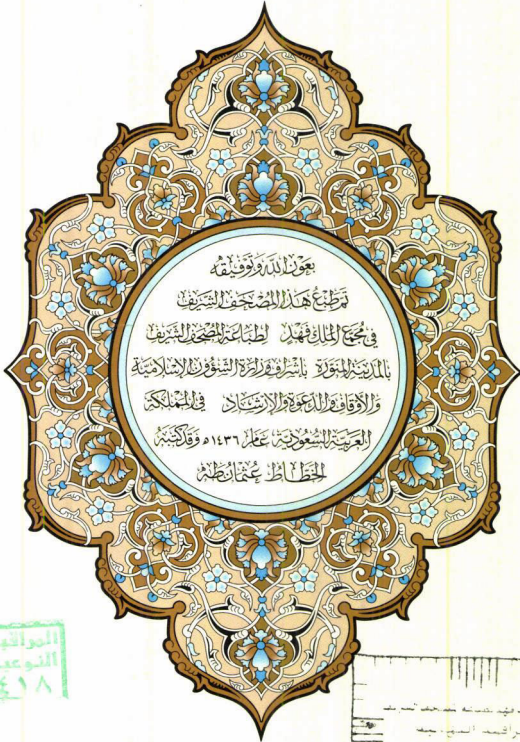 بعون الله وتوفيقه
تم طبع هذا المصحف الشريف
في مجمع الملك فهد لطباعة المصحف الشريف
بالمدينة المنورة بإشراف وزارة الشؤون الإسلامية
والأوقاف والدعوة والإرشاد في المملكة
العربية السعودية عام ١٤٣٦ه وقد كتبه
الخطاط عثمان طه